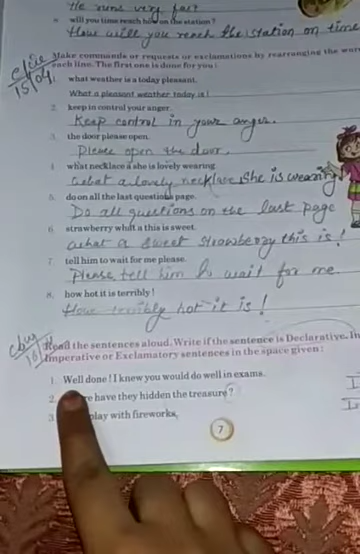 He runs very fast
will you time reach how on the station ?
How will you reach the station on time
Make commands or requests or exclamations by rearranging the wor
each line. The first one is done for you :
C/W
15/04
1. what weather is a today pleasant.
What a pleasant weather today is !
2. keep in control your anger.
Keep control in your anger.
3. the door please open.
Please open the door.
4. what necklace a she is lovely wearing.
What a lovely necklace, She is wearing
5. do on all the last questions page.
Do all questions on the last page
6. strawberry what a this is sweet.
What a sweet strawberry this is !
7. tell him to wait for me please.
Please tell him to wait for me
8. how hot it is terribly !
How terribly hot it is !
Read the sentences aloud. Write if the sentence is Declarative, In
Imperative or Exclamatory sentences in the space given :
1. Well done ! I knew you would do well in exams.
2. re have they hidden the treasure ?
3. play with fireworks.
7